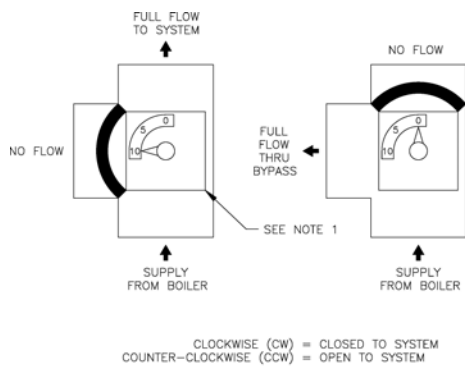 FULL FLOW
TO SYSTEM
NO FLOW
0
5
10
NO FLOW
SEE NOTE 1
SUPPLY
FROM BOILER
0
5
10
FULL
FLOW
THRU
BYPASS
SUPPLY
FROM BOILER
CLOCKWISE (CW) = CLOSED TO SYSTEM
COUNTER-CLOCKWISE (CCW) = OPEN TO SYSTEM